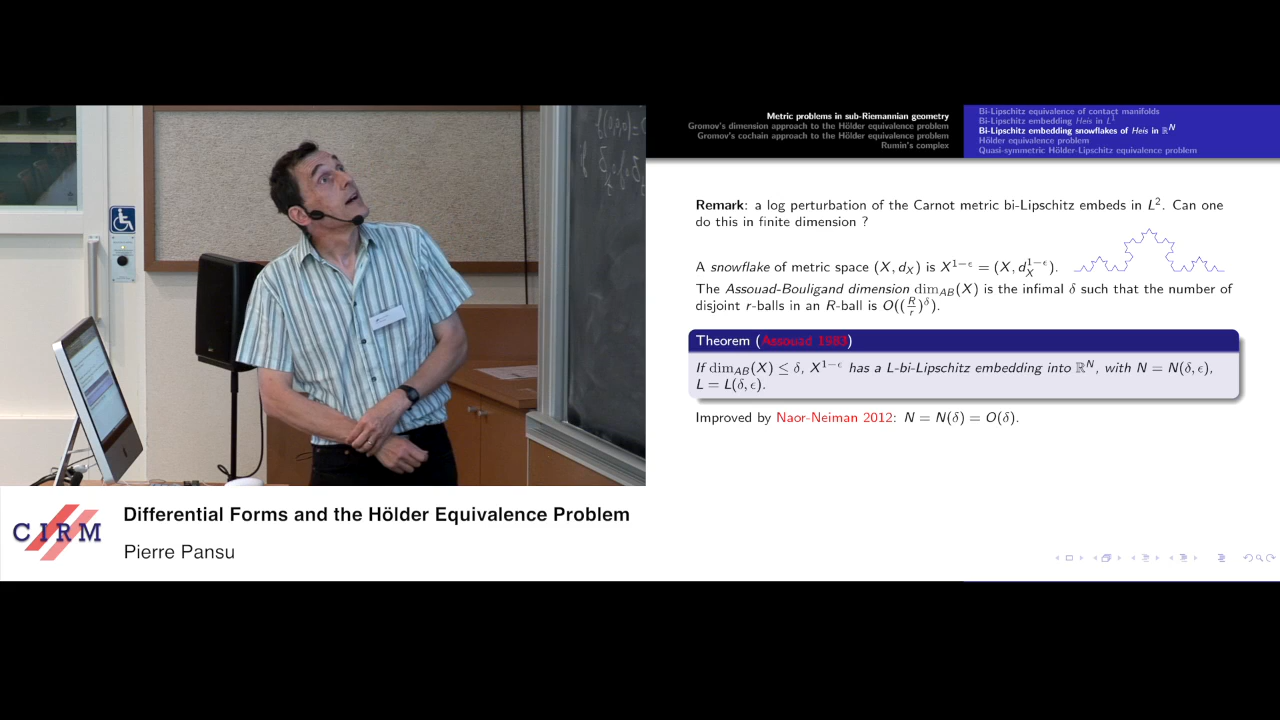 Metric problems in sub-Riemannian geometry
Gromov's dimension approach to the Hölder equivalence problem
Gromov's cochain approach to the Hölder equivalence problem
Rumin's complex
Bi-Lipschitz equivalence of contact manifolds
Bi-Lipschitz embedding Heis in L¹
Bi-Lipschitz embedding snowflakes of Heis in ℝᴺ
Hölder equivalence problem
Quasi-symmetric Hölder-Lipschitz equivalence problem
Remark: a log perturbation of the Carnot metric bi-Lipschitz embeds in L². Can one
do this in finite dimension ?
A snowflake of metric space (X, d_X) is X^{1−ϵ} = (X, d_X^{1−ϵ}).
The Assouad-Bouligand dimension dim_{AB}(X) is the infimal δ such that the number of
disjoint r-balls in an R-ball is O((R/r)^δ).
Theorem (Assouad 1983)
If dim_{AB}(X) ≤ δ, X^{1−ϵ} has a L-bi-Lipschitz embedding into ℝᴺ, with N = N(δ, ϵ),
L = L(δ, ϵ).
Improved by Naor-Neiman 2012: N = N(δ) = O(δ).
CIRM
Differential Forms and the Hölder Equivalence Problem
Pierre Pansu